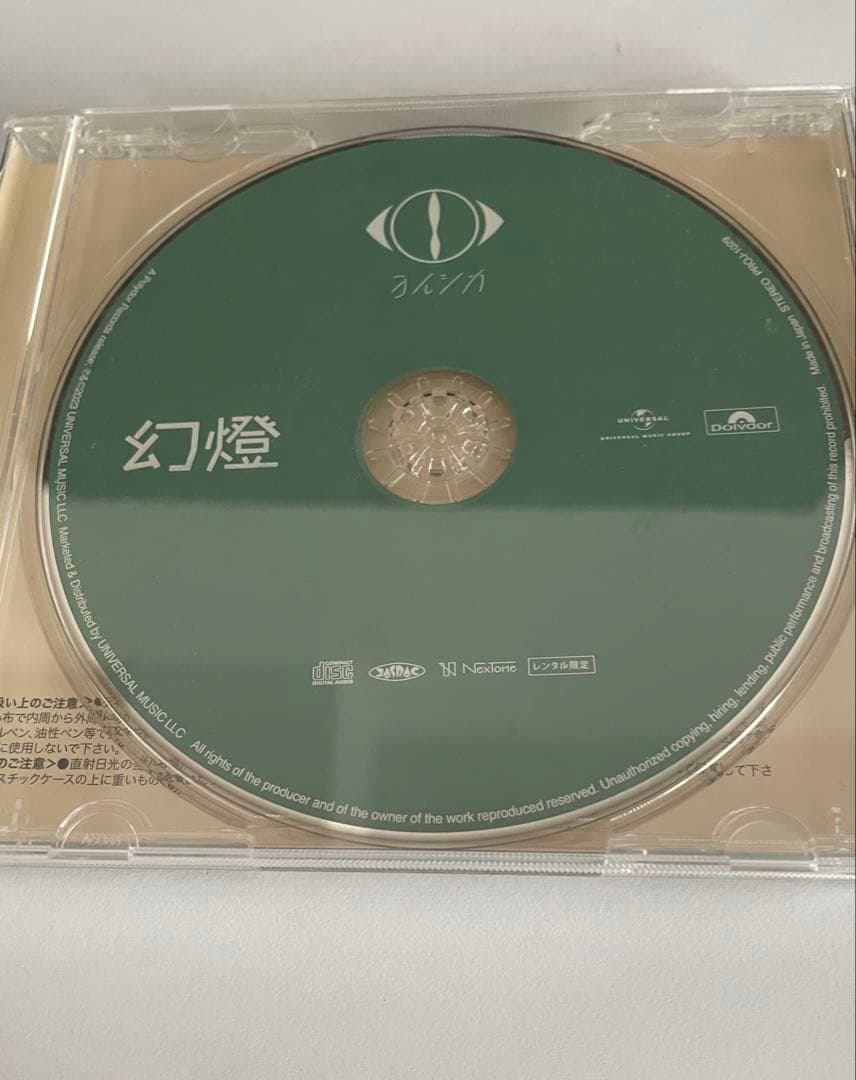 ヨルシカ
幻燈
UNIVERSAL
UNIVERSAL MUSIC GROUP
Polydor
COMPACT
disc
DIGITAL AUDIO
JASRAC
NexTone
レンタル限定
A Polydor Records release. ℗&©2023 UNIVERSAL MUSIC LLC Marketed & Distributed by UNIVERSAL MUSIC LLC All rights of the producer and of the owner of the work reproduced reserved. Unauthorized copying, hiring, lending, public performance and broadcasting of this record prohibited. Made in Japan STEREO PROJ-1029
扱い上のご注意>●
布で内周から外周
ルペン、油性ペン等で
に使用しないで下さい。
のご注意>●直射日光の当
スチックケースの上に重いもの
して下さ